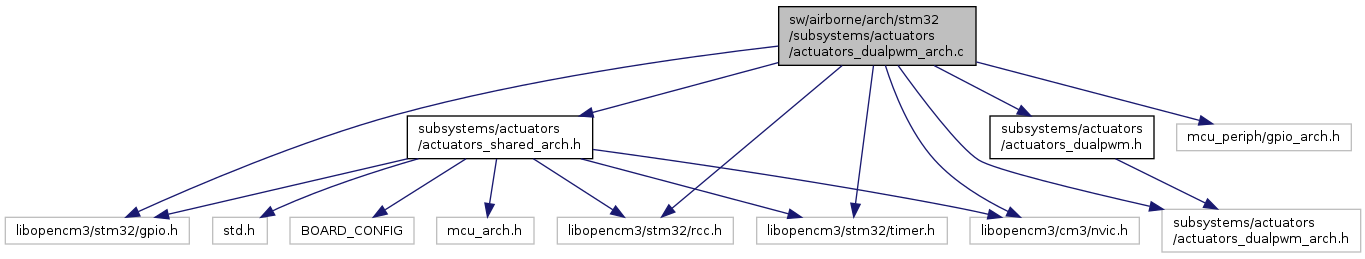 sw/airborne/arch/stm32
/subsystems/actuators
/actuators_dualpwm_arch.c
subsystems/actuators
/actuators_shared_arch.h
subsystems/actuators
/actuators_dualpwm.h
mcu_periph/gpio_arch.h
libopencm3/stm32/gpio.h
std.h
BOARD_CONFIG
mcu_arch.h
libopencm3/stm32/rcc.h
libopencm3/stm32/timer.h
libopencm3/cm3/nvic.h
subsystems/actuators
/actuators_dualpwm_arch.h